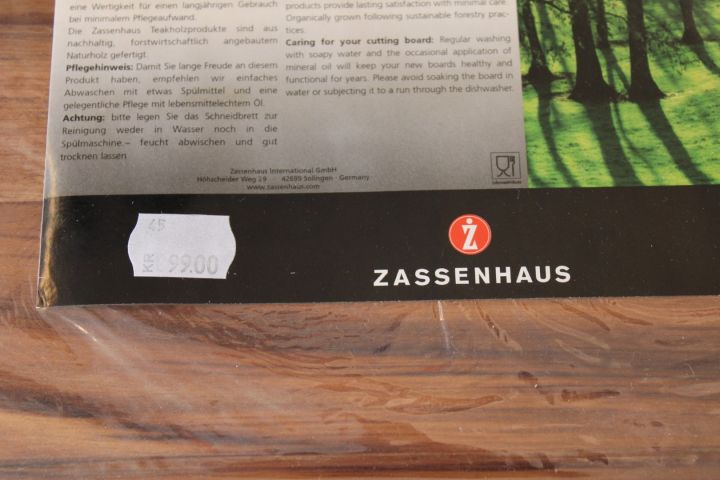 eine Wertigkeit für einen langjährigen Gebrauch
bei minimalem Pflegeaufwand.
Die Zassenhaus Teakholzprodukte sind aus
nachhaltig, forstwirtschaftlich angebautem
Naturholz gefertigt.
Pflegehinweis: Damit Sie lange Freude an diesem
Produkt haben, empfehlen wir einfaches
Abwaschen mit etwas Spülmittel und eine
gelegentliche Pflege mit lebensmittelechtem Öl.
Achtung: bitte legen Sie das Schneidbrett zur
Reinigung weder in Wasser noch in die
Spülmaschine.– feucht abwischen und gut
trocknen lassen
products provide lasting satisfaction with minimal care.
Organically grown following sustainable forestry prac-
tices.
Caring for your cutting board: Regular washing
with soapy water and the occasional application of
mineral oil will keep your new boards healthy and
functional for years. Please avoid soaking the board in
water or subjecting it to a run through the dishwasher.
Zassenhaus International GmbH
Höhscheider Weg 29 · 42699 Solingen · Germany
www.zassenhaus.com
45
KR 99.00
Z
ZASSENHAUS